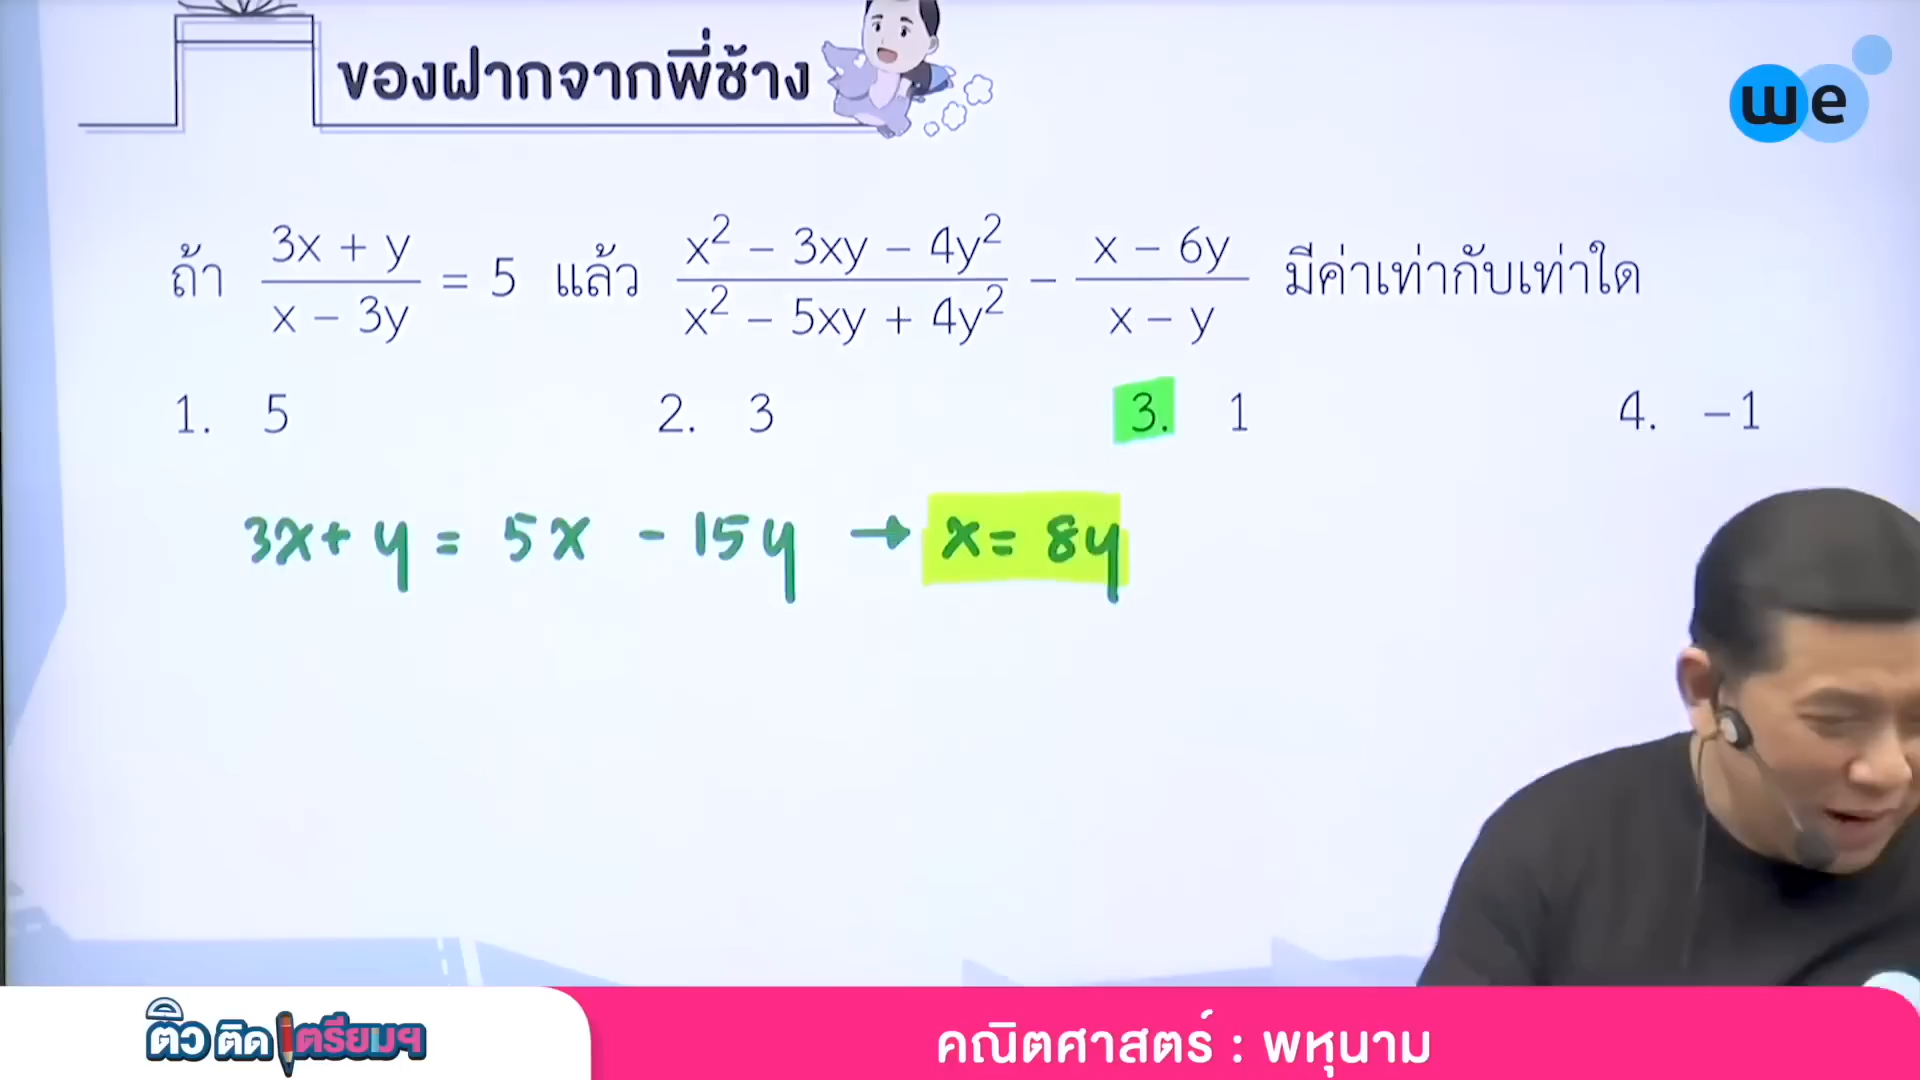 ของฝากจากพี่ช้าง
we
ถ้า (3x + y)/(x − 3y) = 5 แล้ว (x² − 3xy − 4y²)/(x² − 5xy + 4y²) − (x − 6y)/(x − y) มีค่าเท่ากับเท่าใด
1. 5 2. 3 3. 1 4. −1
3x + y = 5x - 15y → x = 8y
ติว ติด เตรียมฯ
คณิตศาสตร์ : พหุนาม